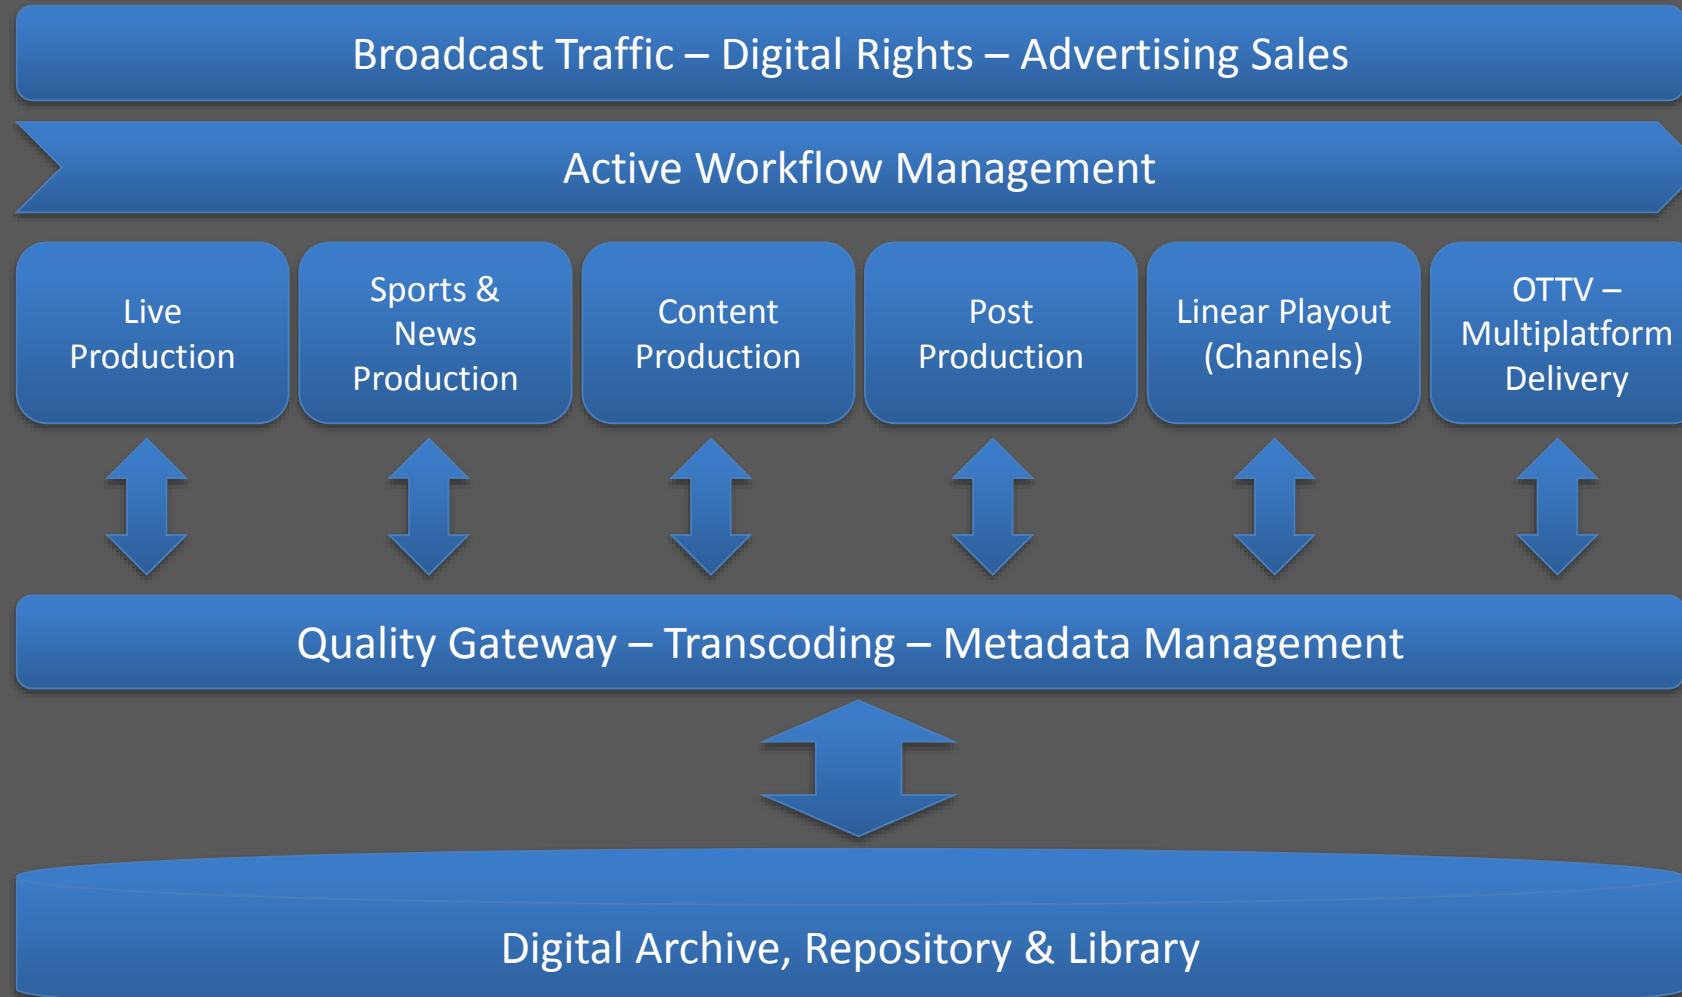 Broadcast Traffic – Digital Rights – Advertising Sales
Active Workflow Management
Live
Production
Sports &
News
Production
Content
Production
Post
Production
Linear Playout
(Channels)
OTTV –
Multiplatform
Delivery
Quality Gateway – Transcoding – Metadata Management
Digital Archive, Repository & Library